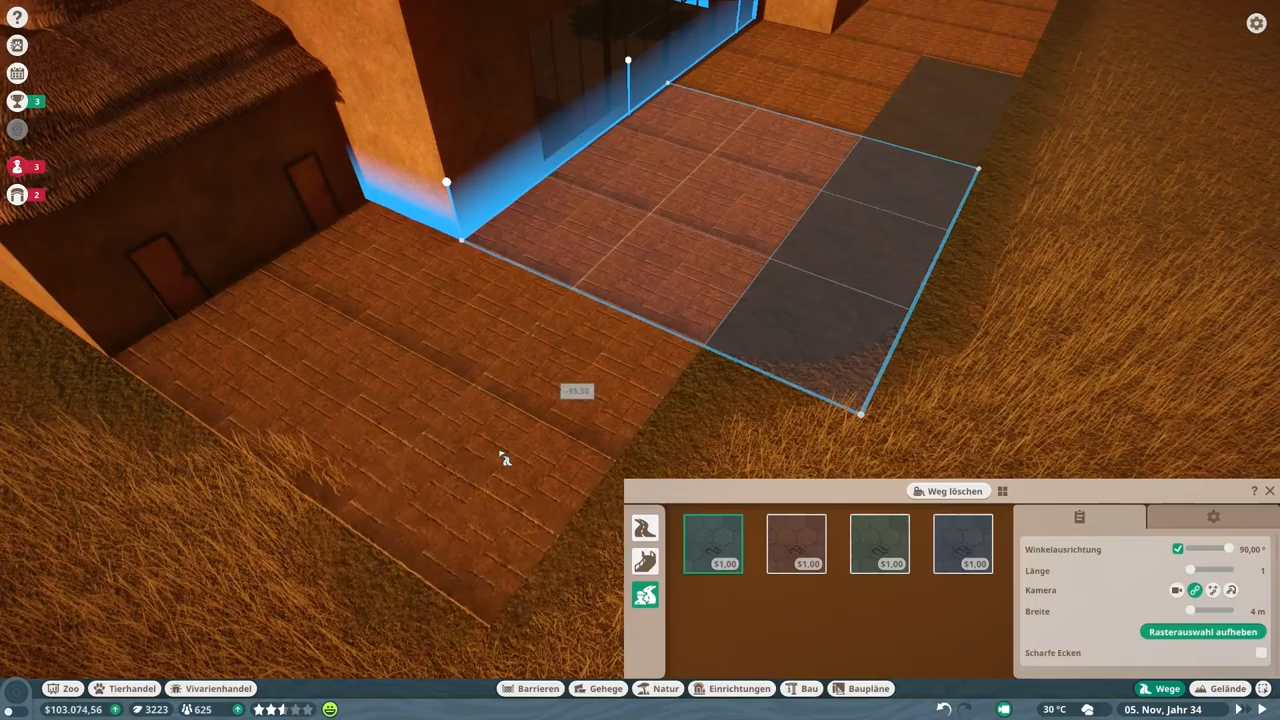 ?
3
3
2
-$5,50
Weg löschen
?
$1,00
$1,00
$1,00
$1,00
Winkelausrichtung
90,00 °
Länge
1
Kamera
Breite
4 m
Rasterauswahl aufheben
Scharfe Ecken
Zoo
Tierhandel
Vivarienhandel
Barrieren
Gehege
Natur
Einrichtungen
Bau
Baupläne
Wege
Gelände
$103.074,56
3223
625
30 °C
05. Nov, Jahr 34